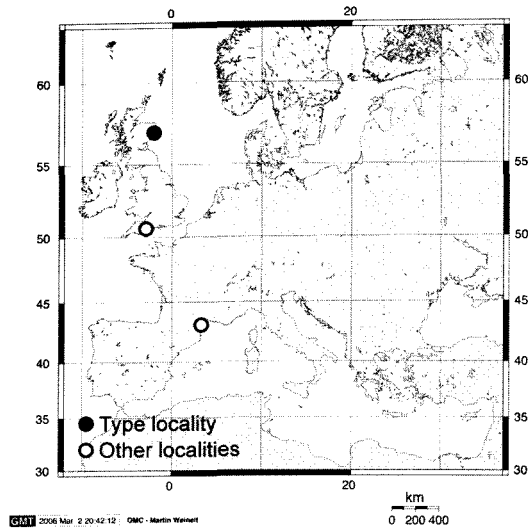 0 20
60 60
55 55
50 50
45 45
40 40
35 35
30 30
Type locality
Other localities
0 20
km
0 200 400
GMT 2006 Mar 2 20:42:12 OMC - Martin Weinelt